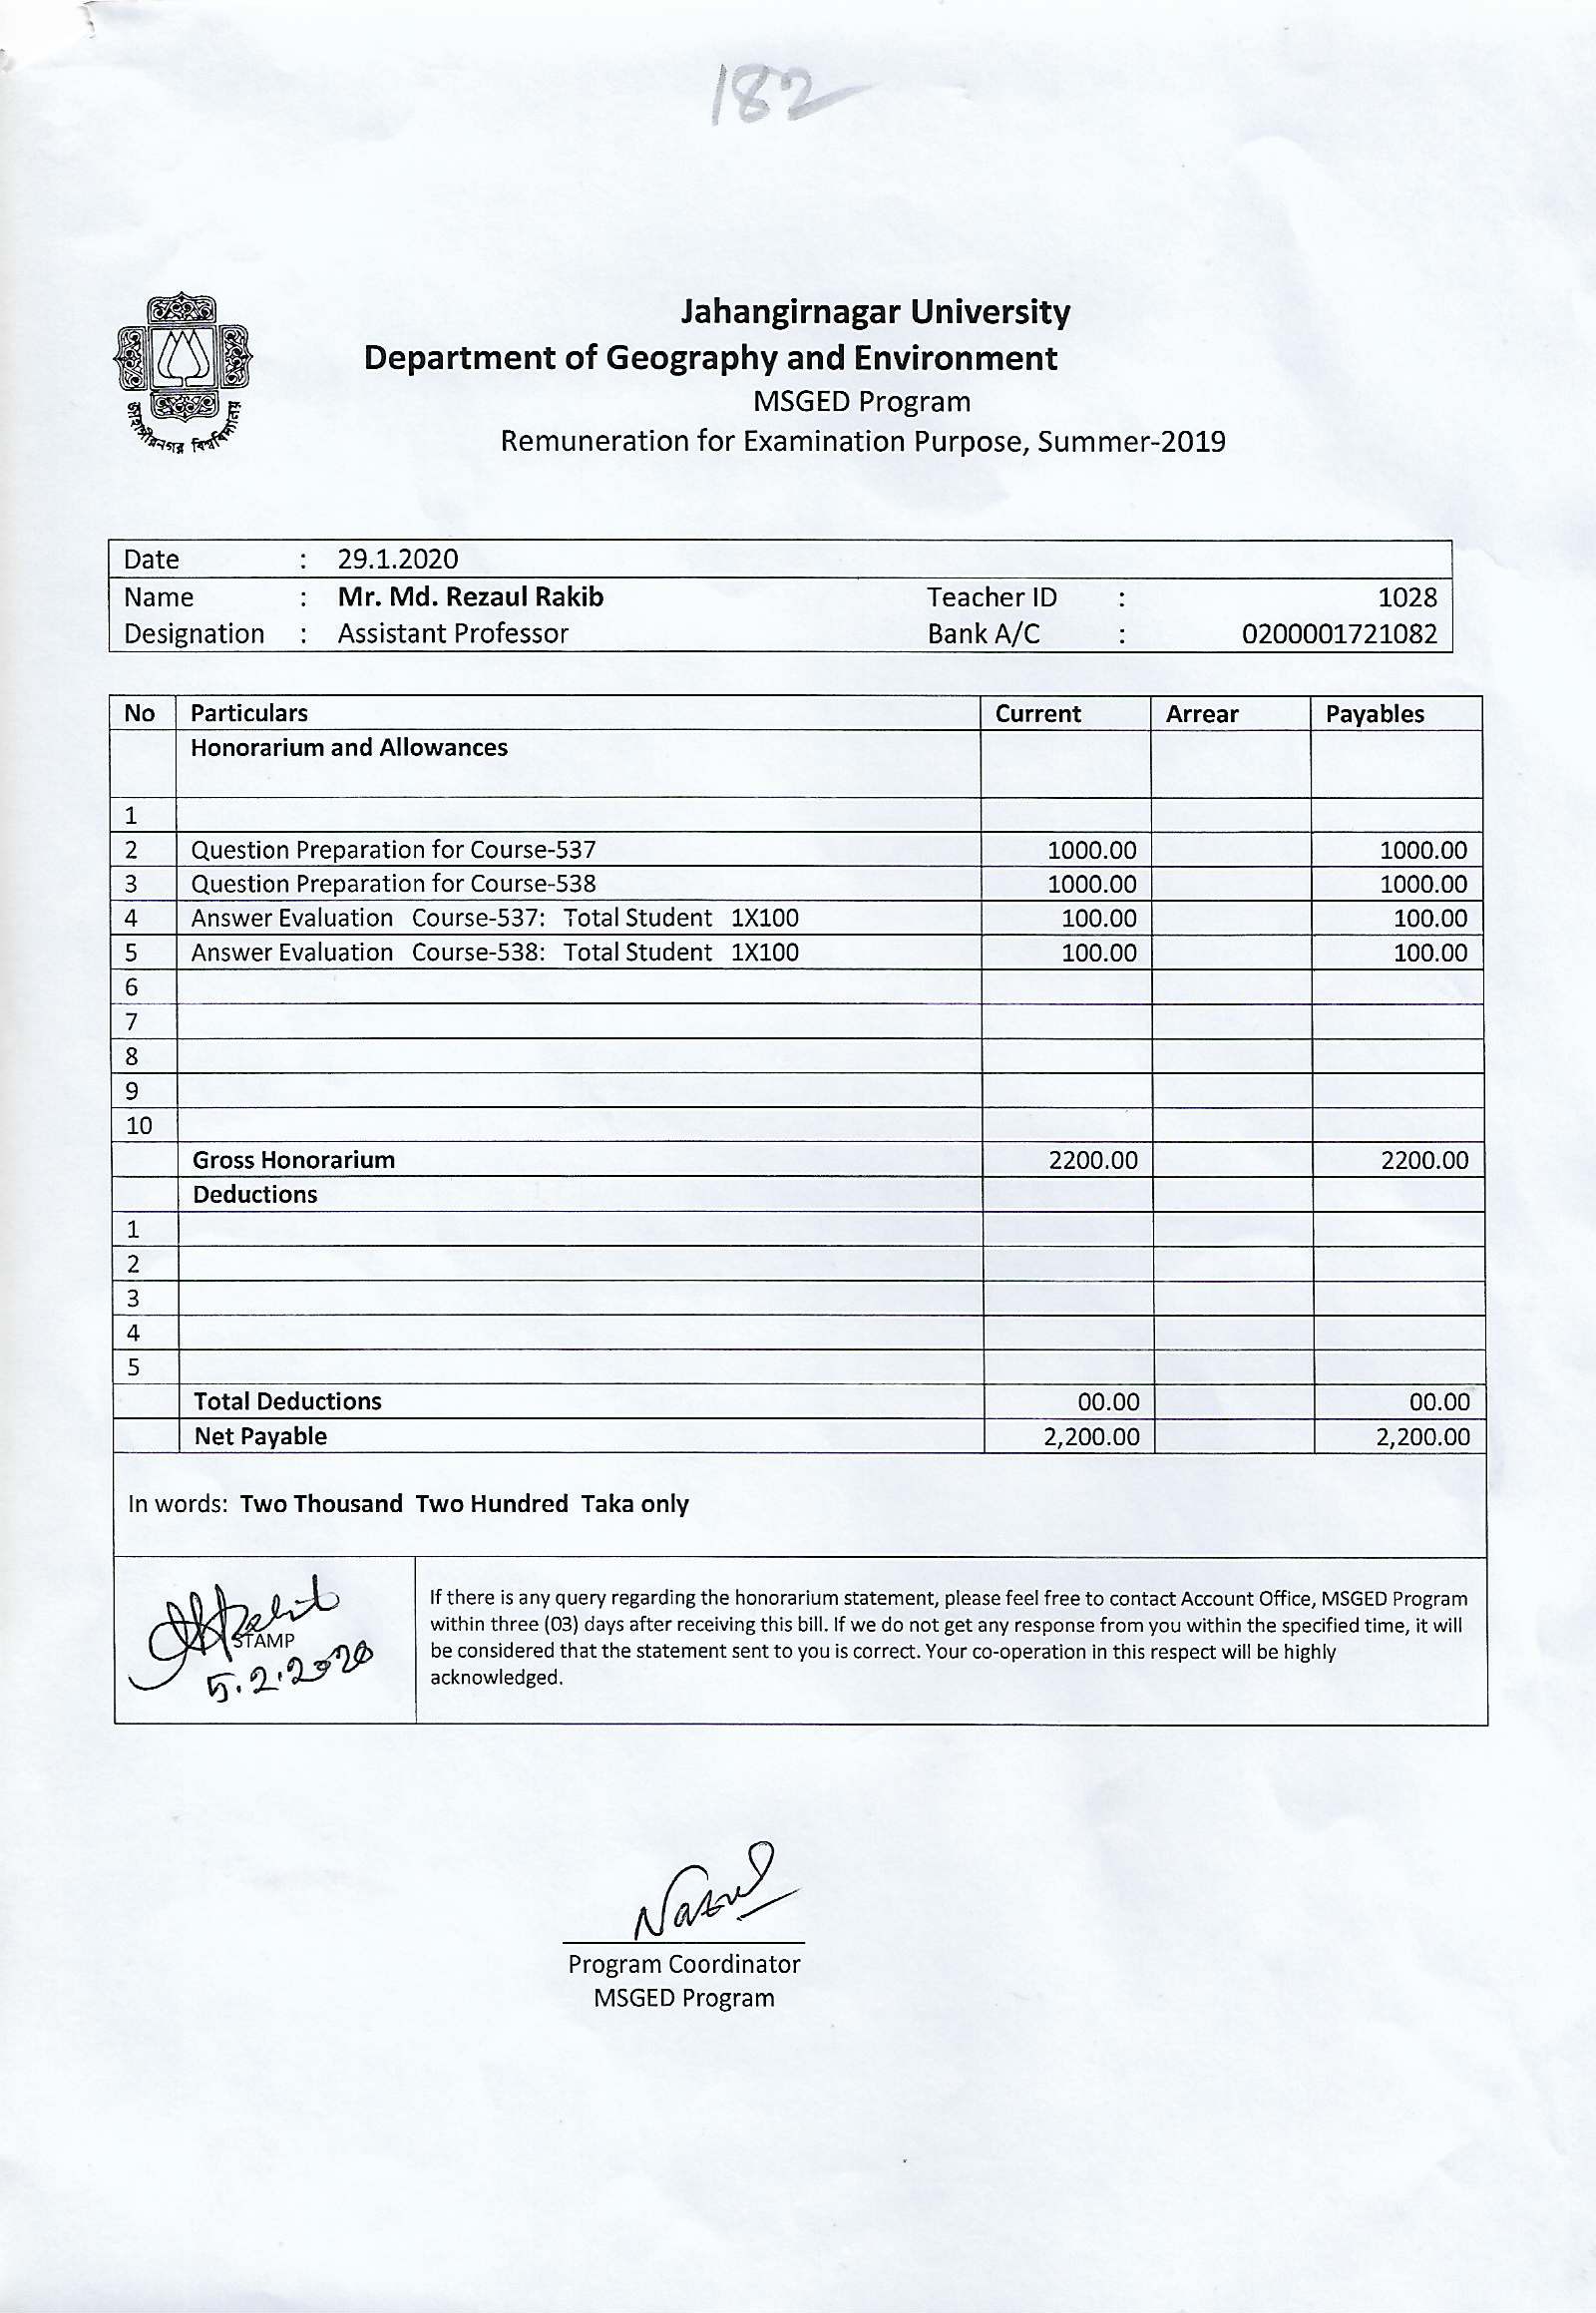 182
Jahangirnagar University
Department of Geography and Environment
MSGED Program
Remuneration for Examination Purpose, Summer-2019
জাহাঙ্গীরনগর বিশ্ববিদ্যালয়
Date : 29.1.2020
Name : Mr. Md. Rezaul Rakib Teacher ID : 1028
Designation : Assistant Professor Bank A/C : 0200001721082
No Particulars Current Arrear Payables
Honorarium and Allowances
1
2 Question Preparation for Course-537 1000.00 1000.00
3 Question Preparation for Course-538 1000.00 1000.00
4 Answer Evaluation Course-537: Total Student 1X100 100.00 100.00
5 Answer Evaluation Course-538: Total Student 1X100 100.00 100.00
6
7
8
9
10
Gross Honorarium 2200.00 2200.00
Deductions
1
2
3
4
5
Total Deductions 00.00 00.00
Net Payable 2,200.00 2,200.00
In words: Two Thousand Two Hundred Taka only
STAMP
5.2.2020
If there is any query regarding the honorarium statement, please feel free to contact Account Office, MSGED Program
within three (03) days after receiving this bill. If we do not get any response from you within the specified time, it will
be considered that the statement sent to you is correct. Your co-operation in this respect will be highly
acknowledged.
Program Coordinator
MSGED Program